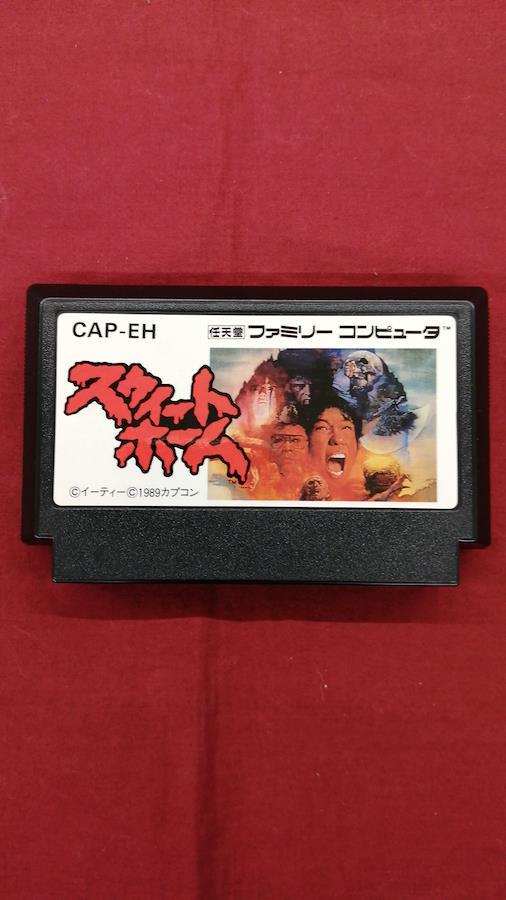 CAP-EH
任天堂 ファミリー コンピュータ™
スウィート
ホーム
Ⓒイーティー Ⓒ1989カプコン